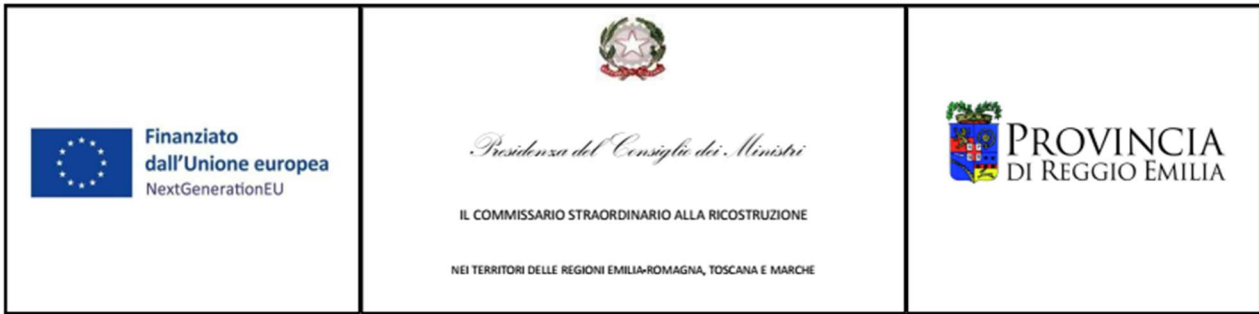 Finanziato
dall'Unione europea
NextGenerationEU
Presidenza del Consiglio dei Ministri
IL COMMISSARIO STRAORDINARIO ALLA RICOSTRUZIONE
NEI TERRITORI DELLE REGIONI EMILIA-ROMAGNA, TOSCANA E MARCHE
PROVINCIA
DI REGGIO EMILIA